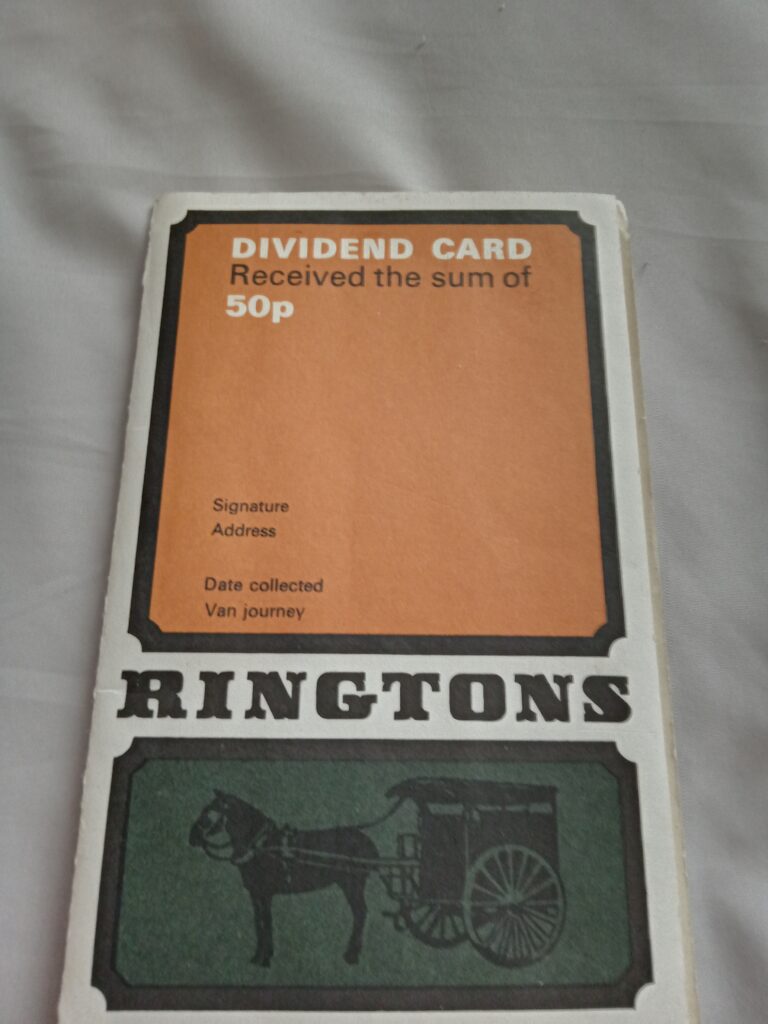 DIVIDEND CARD
Received the sum of
50p
Signature
Address
Date collected
Van journey
RINGTONS